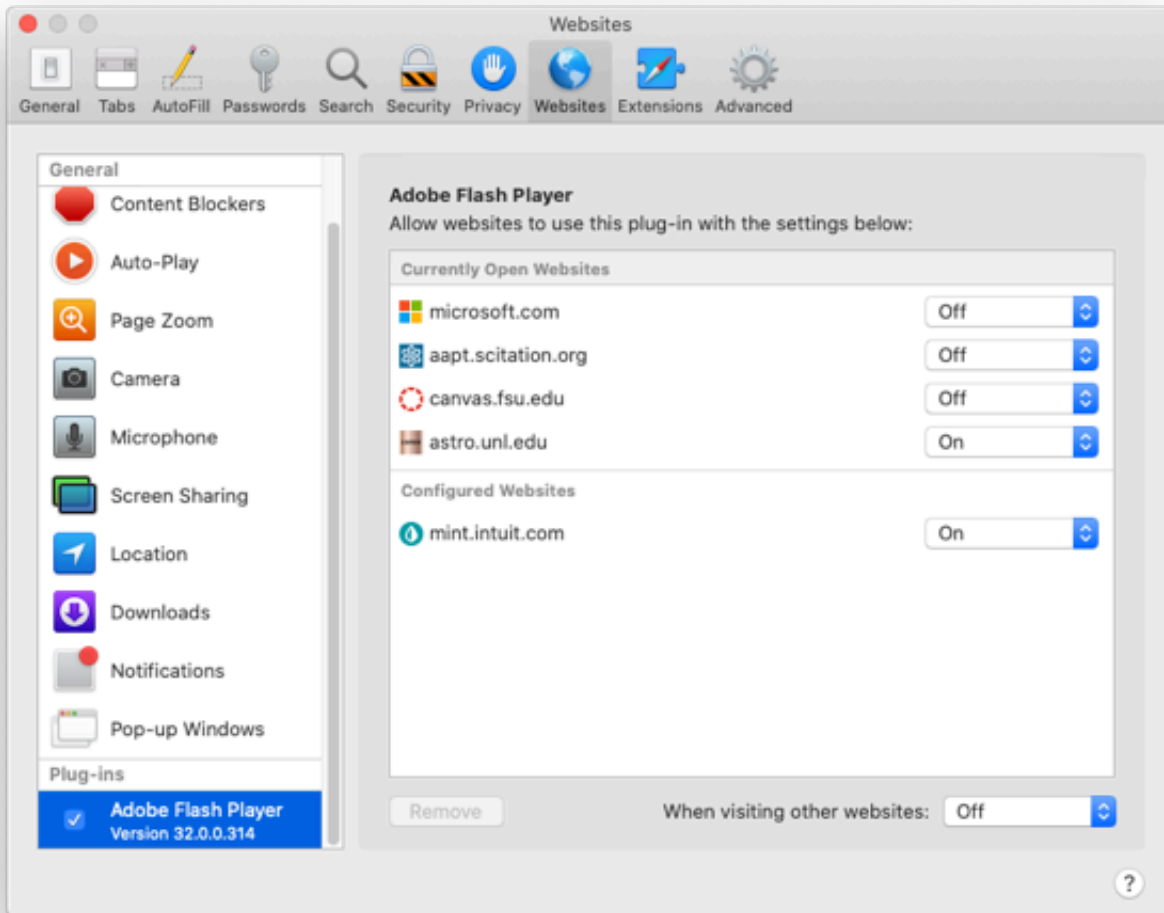 Websites
General Tabs AutoFill Passwords Search Security Privacy Websites Extensions Advanced
General
Content Blockers
Auto-Play
Page Zoom
Camera
Microphone
Screen Sharing
Location
Downloads
Notifications
Pop-up Windows
Plug-ins
Adobe Flash Player
Version 32.0.0.314
Adobe Flash Player
Allow websites to use this plug-in with the settings below:
Currently Open Websites
microsoft.com Off
aapt.scitation.org Off
canvas.fsu.edu Off
astro.unl.edu On
Configured Websites
mint.intuit.com On
Remove When visiting other websites: Off
?